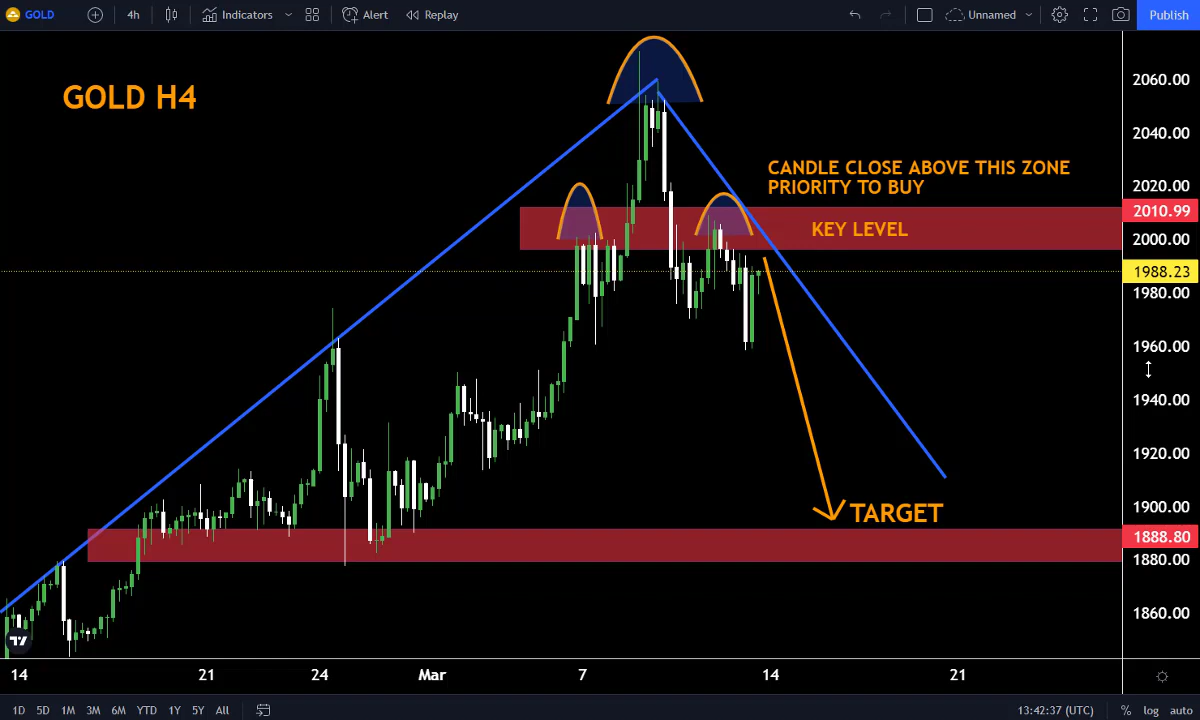 GOLD 4h Indicators Alert Replay Unnamed Publish
GOLD H4
2060.00
2040.00
CANDLE CLOSE ABOVE THIS ZONE
PRIORITY TO BUY
2020.00
2010.99
KEY LEVEL
2000.00
1988.23
1980.00
1960.00
1940.00
1920.00
1900.00
TARGET
1888.80
1880.00
1860.00
14 21 24 Mar 7 14 21
1D 5D 1M 3M 6M YTD 1Y 5Y All 13:42:37 (UTC) % log auto